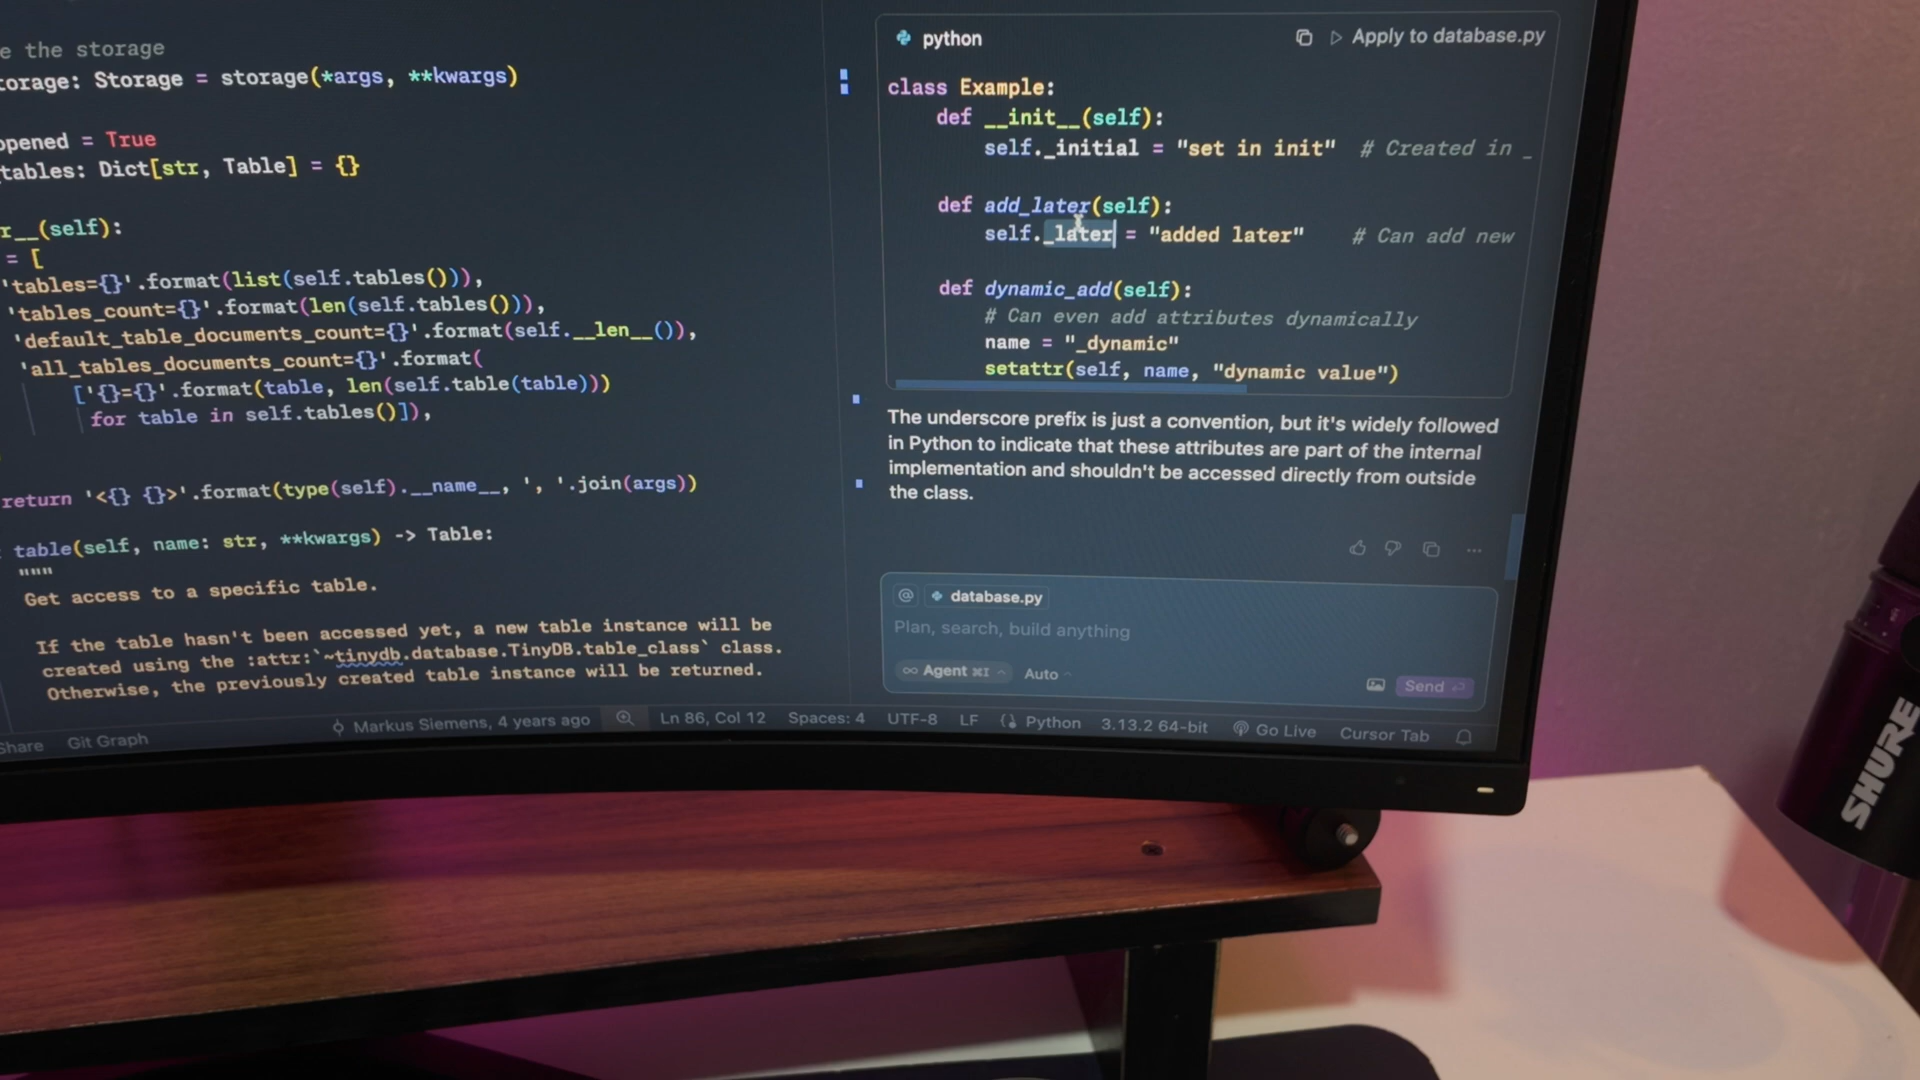 e the storage
torage: Storage = storage(*args, **kwargs)
opened = True
tables: Dict[str, Table] = {}
r__(self):
= [
'tables={}'.format(list(self.tables())),
'tables_count={}'.format(len(self.tables())),
'default_table_documents_count={}'.format(self.__len__()),
'all_tables_documents_count={}'.format(
['{}={}'.format(table, len(self.table(table)))
for table in self.tables()]),
return '<{} {}>'.format(type(self).__name__, ', '.join(args))
table(self, name: str, **kwargs) -> Table:
"""
Get access to a specific table.
If the table hasn't been accessed yet, a new table instance will be
created using the :attr:`~tinydb.database.TinyDB.table_class` class.
Otherwise, the previously created table instance will be returned.
python
Apply to database.py
class Example:
def __init__(self):
self._initial = "set in init" # Created in _
def add_later(self):
self._later = "added later" # Can add new
def dynamic_add(self):
# Can even add attributes dynamically
name = "_dynamic"
setattr(self, name, "dynamic value")
The underscore prefix is just a convention, but it's widely followed
in Python to indicate that these attributes are part of the internal
implementation and shouldn't be accessed directly from outside
the class.
@ database.py
Plan, search, build anything
∞ Agent ⌘I Auto
Send
Share Git Graph Markus Siemens, 4 years ago Ln 86, Col 12 Spaces: 4 UTF-8 LF Python 3.13.2 64-bit Go Live Cursor Tab
SHURE